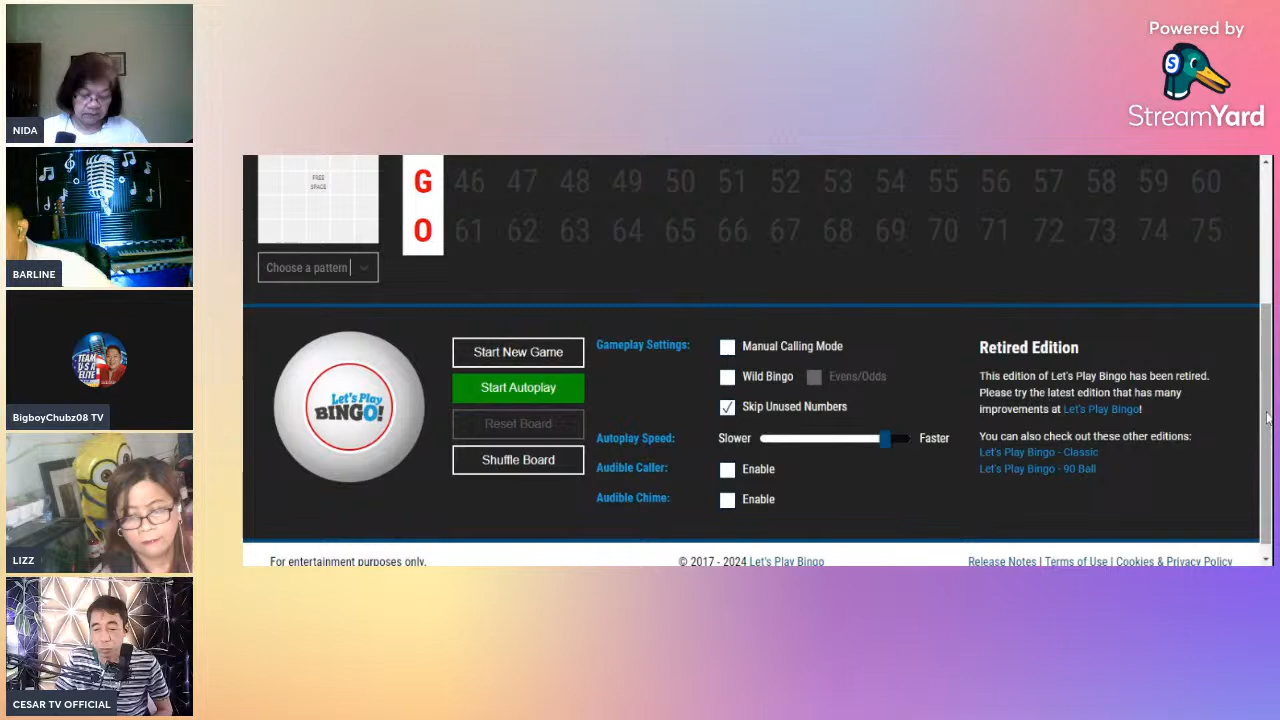 NIDA
BARLINE
TEAM
U·S·A
ELITE
BigboyChubz08 TV
LIZZ
CESAR TV OFFICIAL
Powered by
S
StreamYard
FREE
SPACE
G 46 47 48 49 50 51 52 53 54 55 56 57 58 59 60
O 61 62 63 64 65 66 67 68 69 70 71 72 73 74 75
Choose a pattern
Let's Play
BINGO!
Start New Game
Start Autoplay
Reset Board
Shuffle Board
Gameplay Settings:
Manual Calling Mode
Wild Bingo Evens/Odds
Skip Unused Numbers
Autoplay Speed: Slower Faster
Audible Caller: Enable
Audible Chime: Enable
Retired Edition
This edition of Let's Play Bingo has been retired.
Please try the latest edition that has many
improvements at Let's Play Bingo!
You can also check out these other editions:
Let's Play Bingo - Classic
Let's Play Bingo - 90 Ball
For entertainment purposes only.
© 2017 - 2024 Let's Play Bingo
Release Notes | Terms of Use | Cookies & Privacy Policy